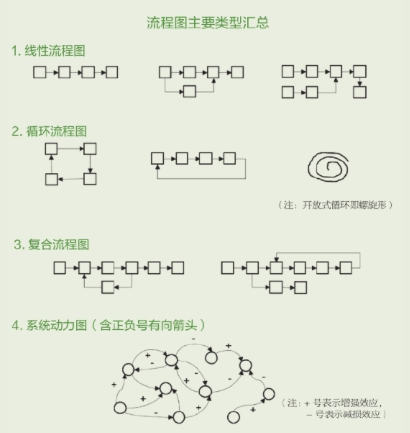 流程图主要类型汇总
1. 线性流程图
2. 循环流程图
（注：开放式循环即螺旋形）
3. 复合流程图
4. 系统动力图（含正负号有向箭头）
+ - + - +
- + + - -
+ - +
- +
（注：+ 号表示增强效应，
- 号表示减损效应）